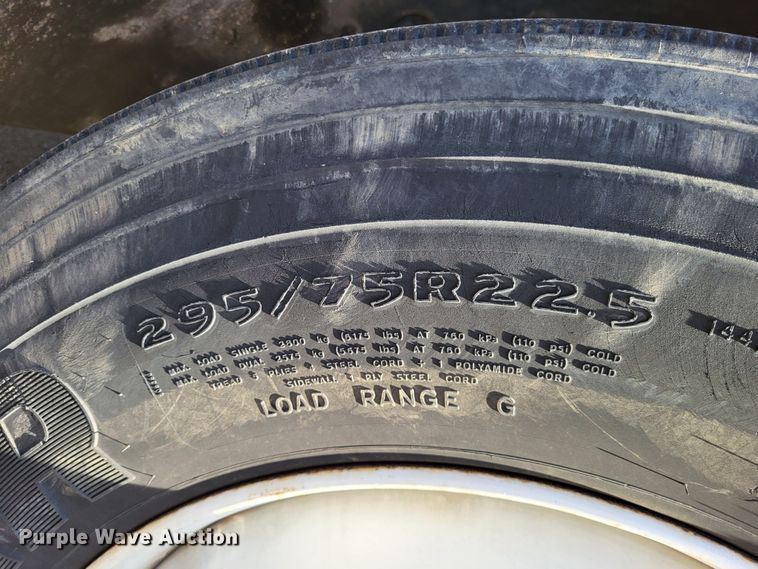 295/75R22.5
144
MAX. LOAD SINGLE 2800 KG (6175 LBS) AT 760 KPA (110 PSI) COLD
MAX. LOAD DUAL 2575 KG (5675 LBS) AT 760 KPA (110 PSI) COLD
TREAD 5 PLIES 4 STEEL CORD + 1 POLYAMIDE CORD
SIDEWALL 1 PLY STEEL CORD
LOAD RANGE G
R
Purple Wave Auction